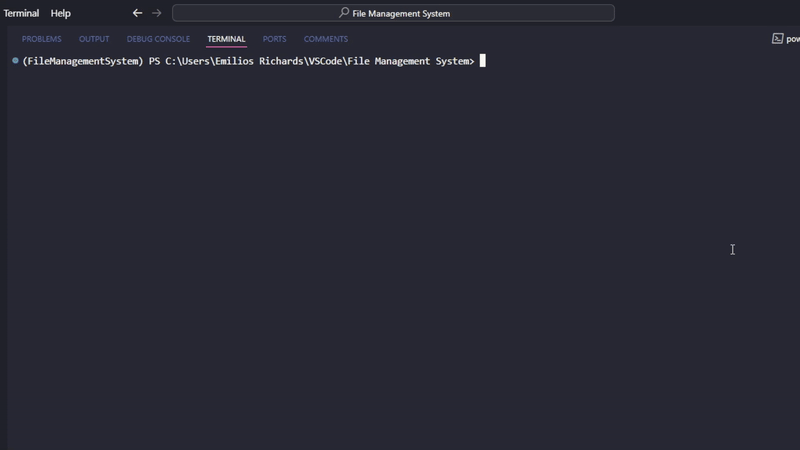 Terminal Help File Management System
PROBLEMS OUTPUT DEBUG CONSOLE TERMINAL PORTS COMMENTS pow
(FileManagementSystem) PS C:\Users\Emilios Richards\VSCode\File Management System>